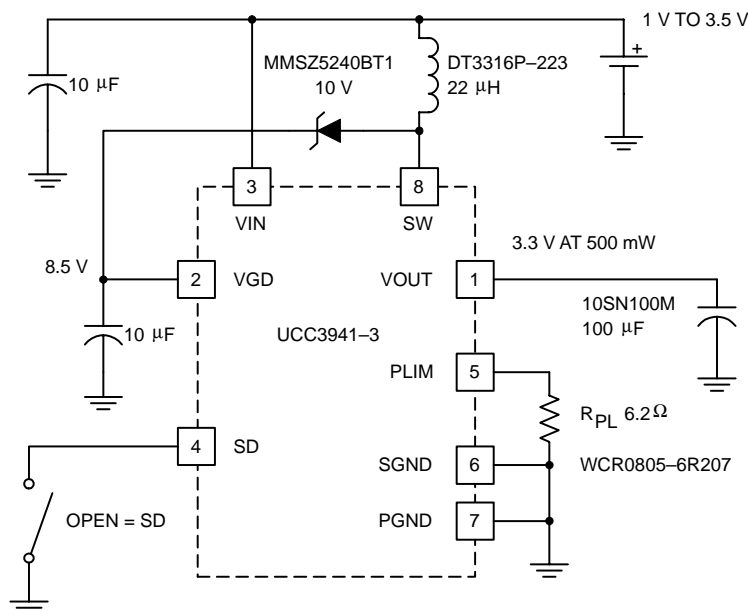 1 V TO 3.5 V
MMSZ5240BT1
10 V
DT3316P–223
22 µH
+
10 µF
3
8
VIN
SW
8.5 V
3.3 V AT 500 mW
2
VGD
VOUT
1
10SN100M
100 µF
10 µF
UCC3941–3
PLIM
5
RPL 6.2Ω
4
SD
SGND
6
WCR0805–6R207
OPEN = SD
PGND
7